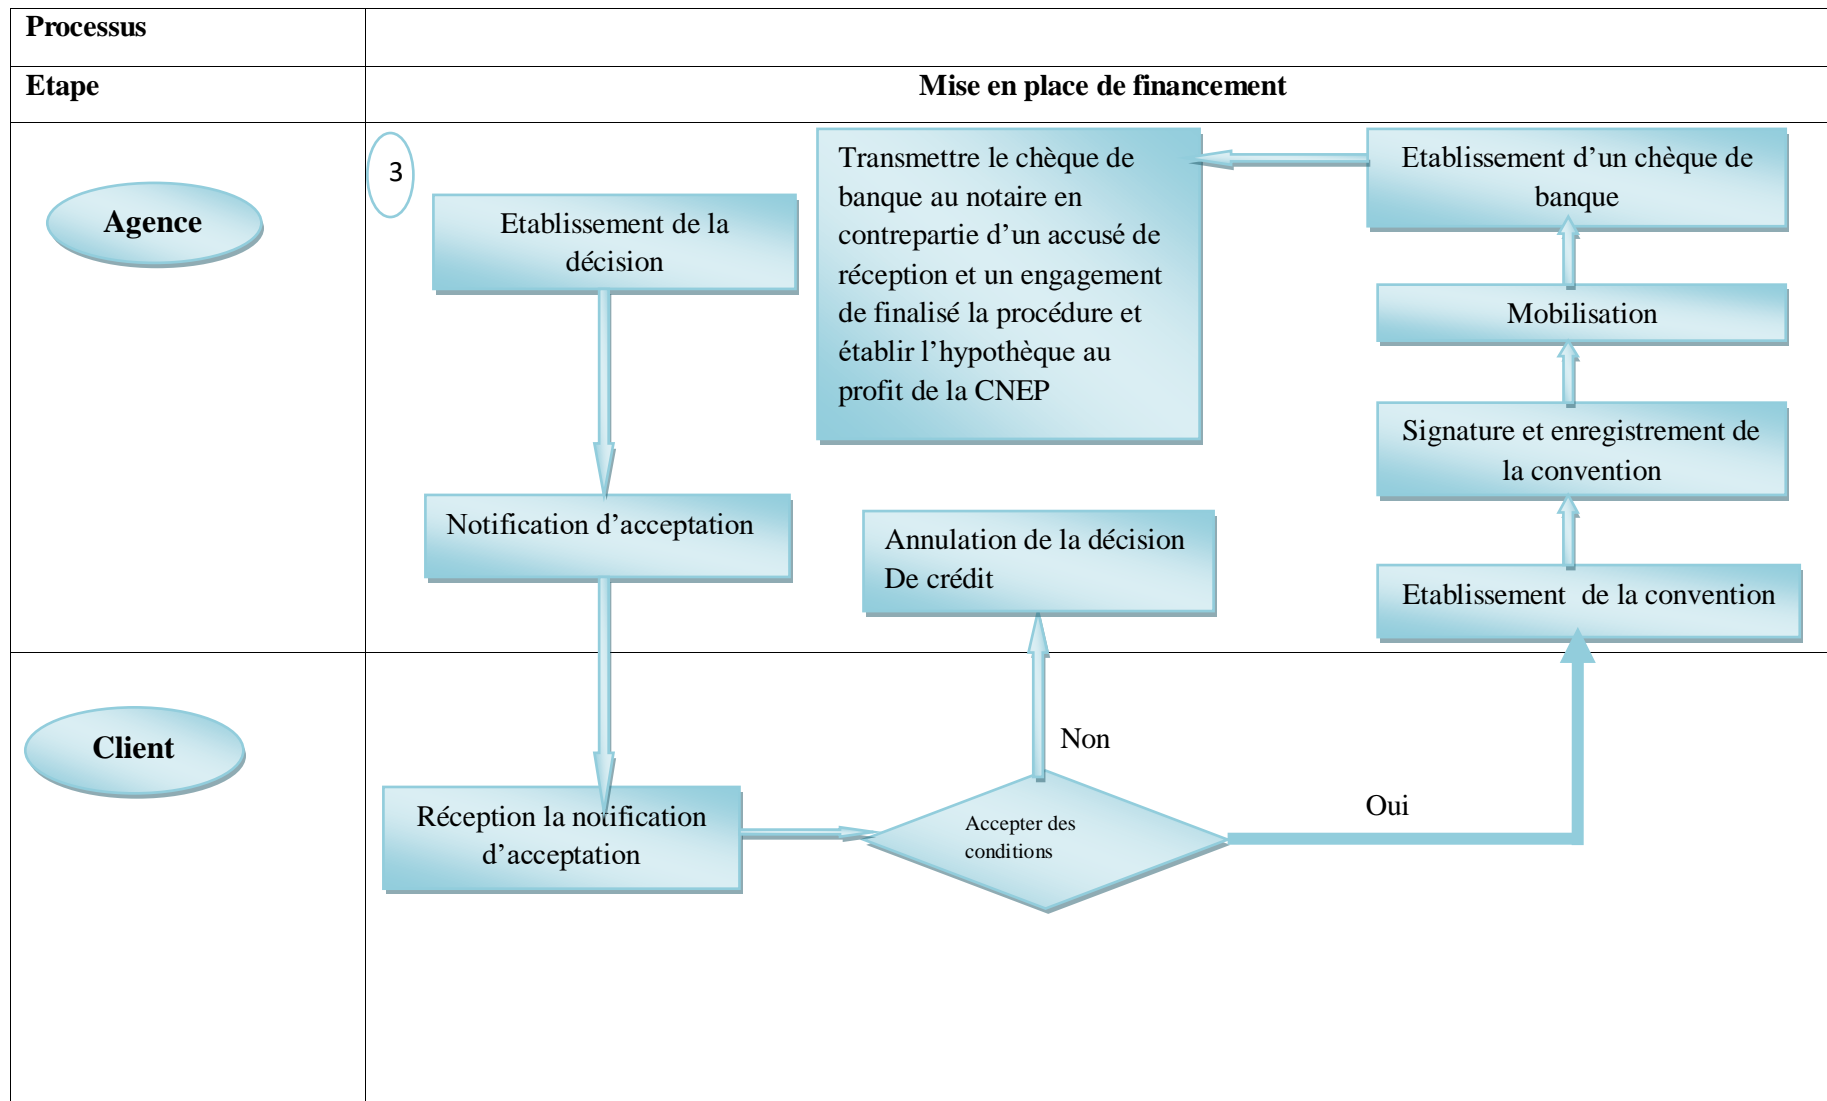 Processus
Etape
Mise en place de financement
Agence
3
Etablissement de la
décision
Notification d’acceptation
Transmettre le chèque de
banque au notaire en
contrepartie d’un accusé de
réception et un engagement
de finalisé la procédure et
établir l’hypothèque au
profit de la CNEP
Annulation de la décision
De crédit
Etablissement d’un chèque de
banque
Mobilisation
Signature et enregistrement de
la convention
Etablissement de la convention
Client
Réception la notification
d’acceptation
Accepter des
conditions
Non
Oui